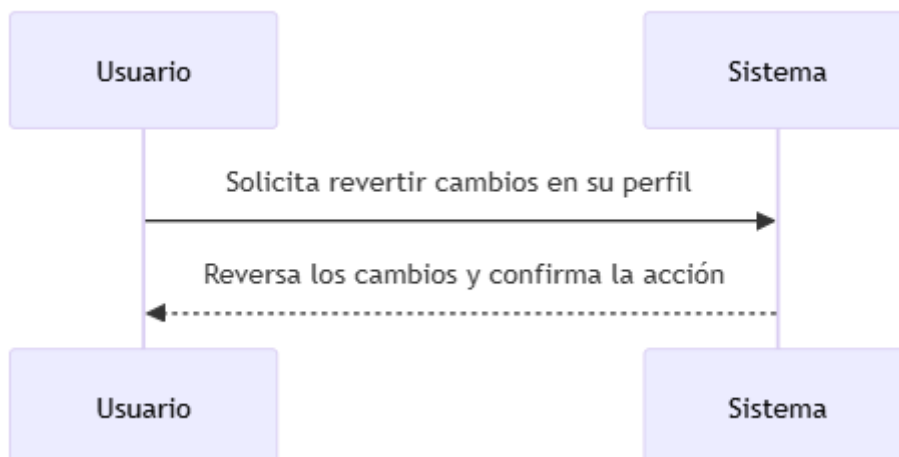 Usuario
Sistema
Solicita revertir cambios en su perfil
Reversa los cambios y confirma la acción
Usuario
Sistema